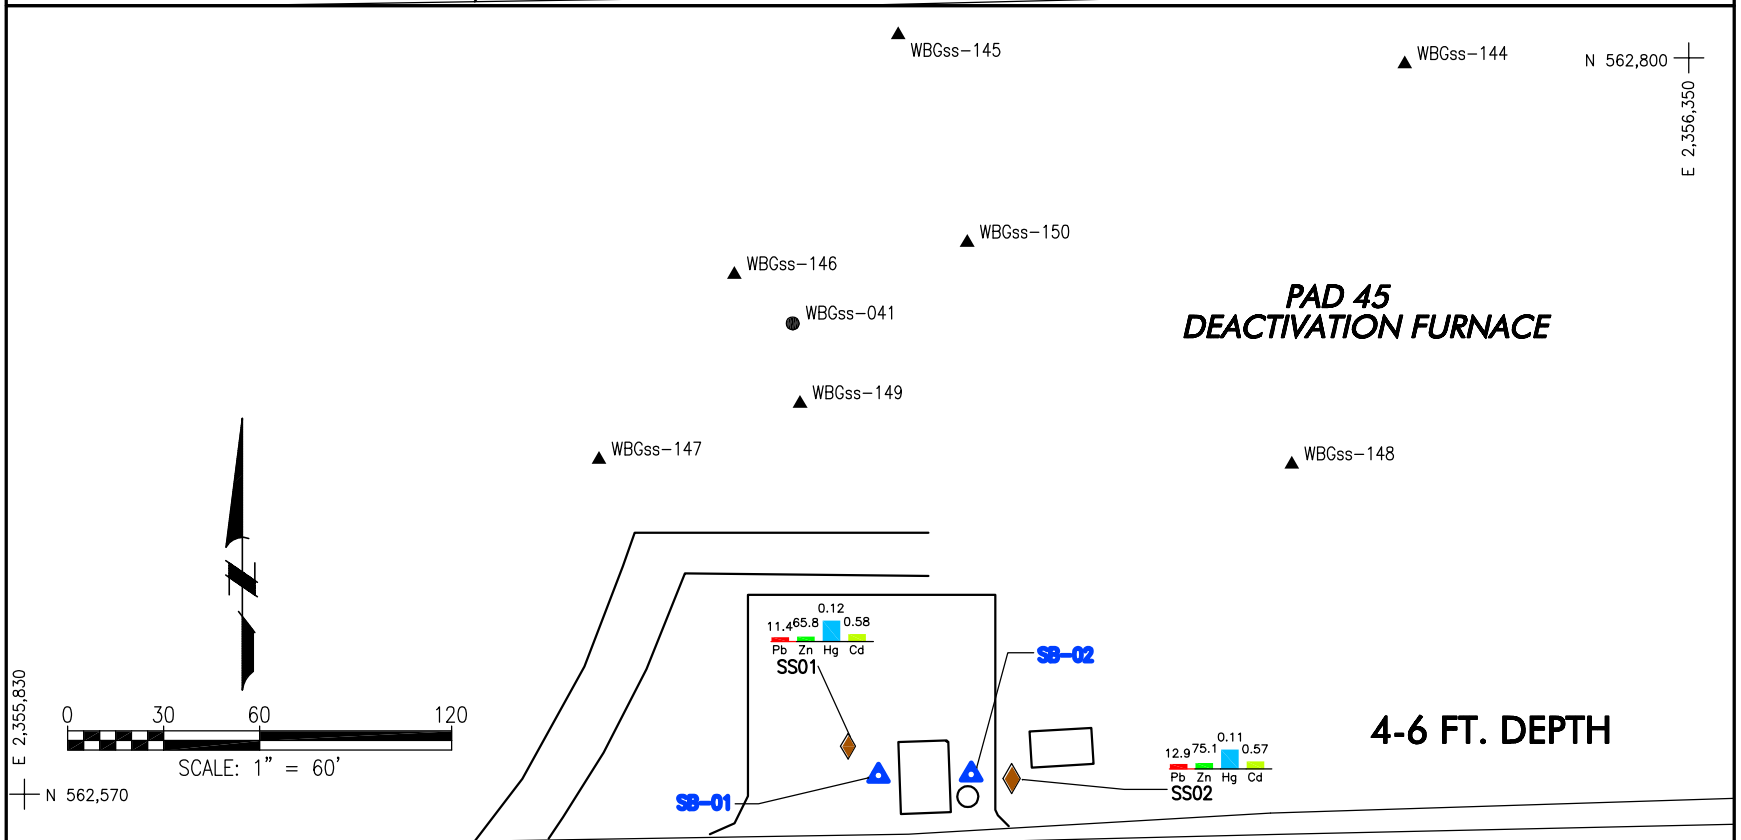 WBGss-145
WBGss-144
N 562,800
E 2,356,350
WBGss-150
WBGss-146
WBGss-041
PAD 45
DEACTIVATION FURNACE
WBGss-149
WBGss-147
WBGss-148
N
0 30 60 120
SCALE: 1" = 60'
E 2,355,830
N 562,570
11.4 65.8 0.12 0.58
Pb Zn Hg Cd
SS01
SB-02
SB-01
12.9 75.1 0.11 0.57
Pb Zn Hg Cd
SS02
4-6 FT. DEPTH